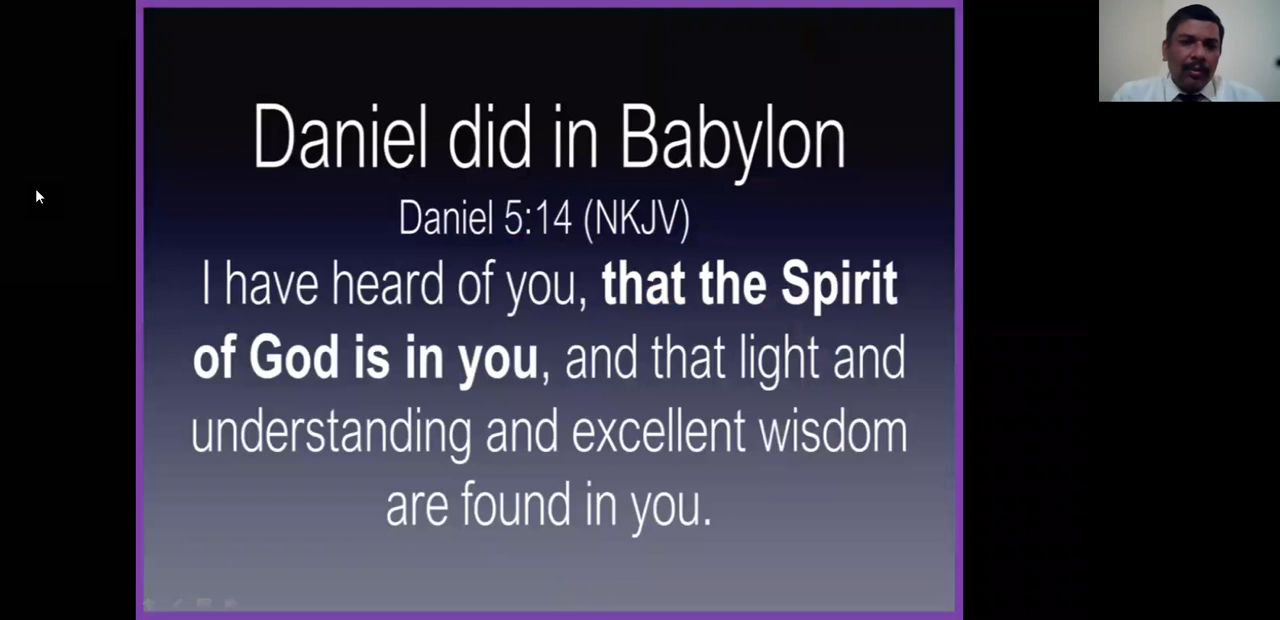 Daniel did in Babylon
Daniel 5:14 (NKJV)
I have heard of you, that the Spirit
of God is in you, and that light and
understanding and excellent wisdom
are found in you.